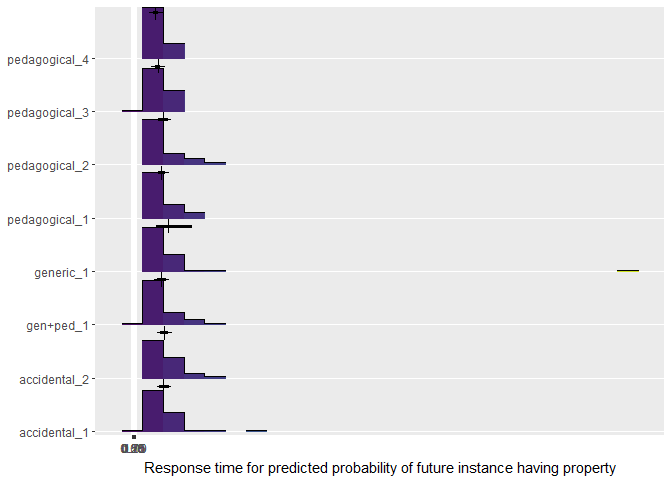 pedagogical_4
pedagogical_3
pedagogical_2
pedagogical_1
generic_1
gen+ped_1
accidental_2
accidental_1
Response time for predicted probability of future instance having property